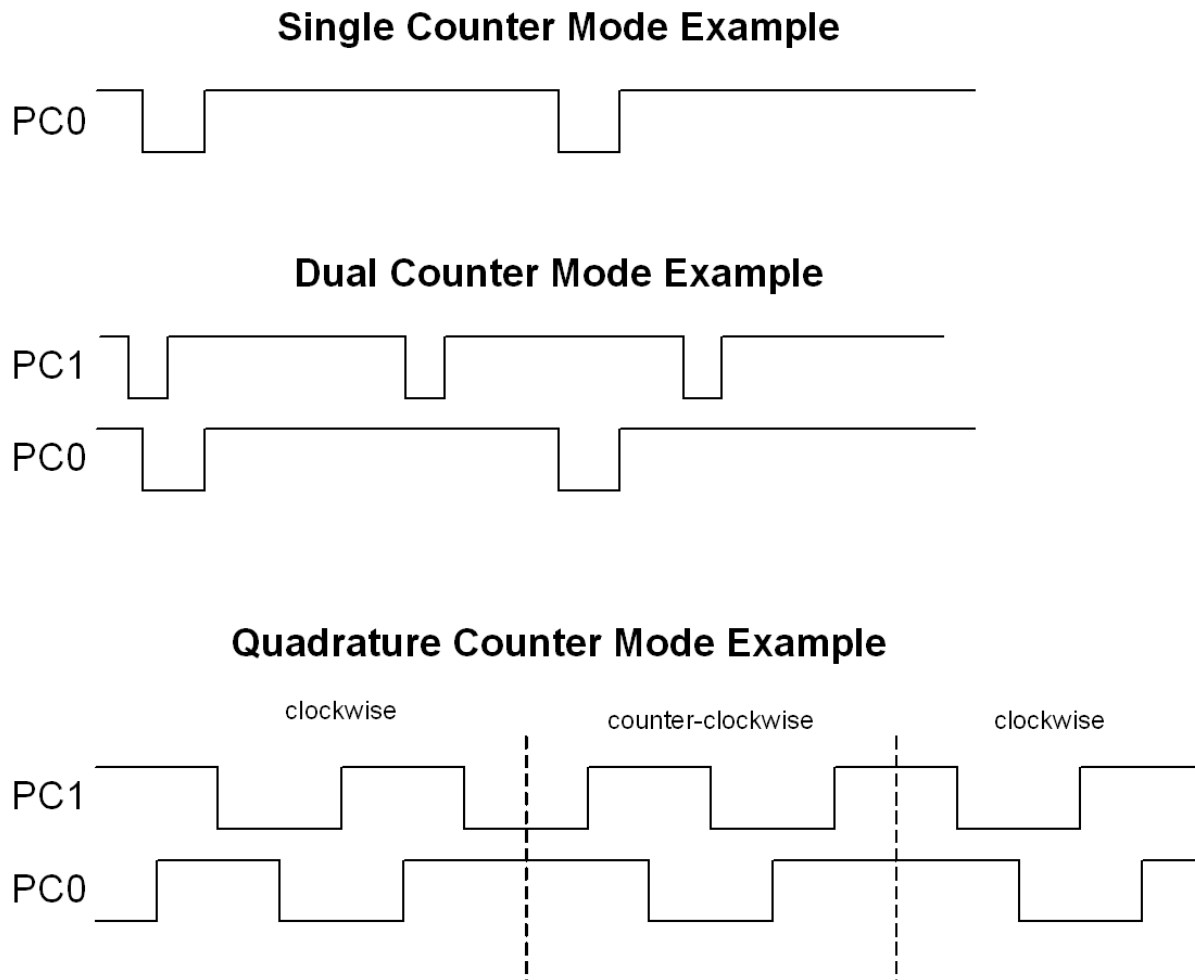 Single Counter Mode Example
PC0
Dual Counter Mode Example
PC1
PC0
Quadrature Counter Mode Example
clockwise
counter-clockwise
clockwise
PC1
PC0